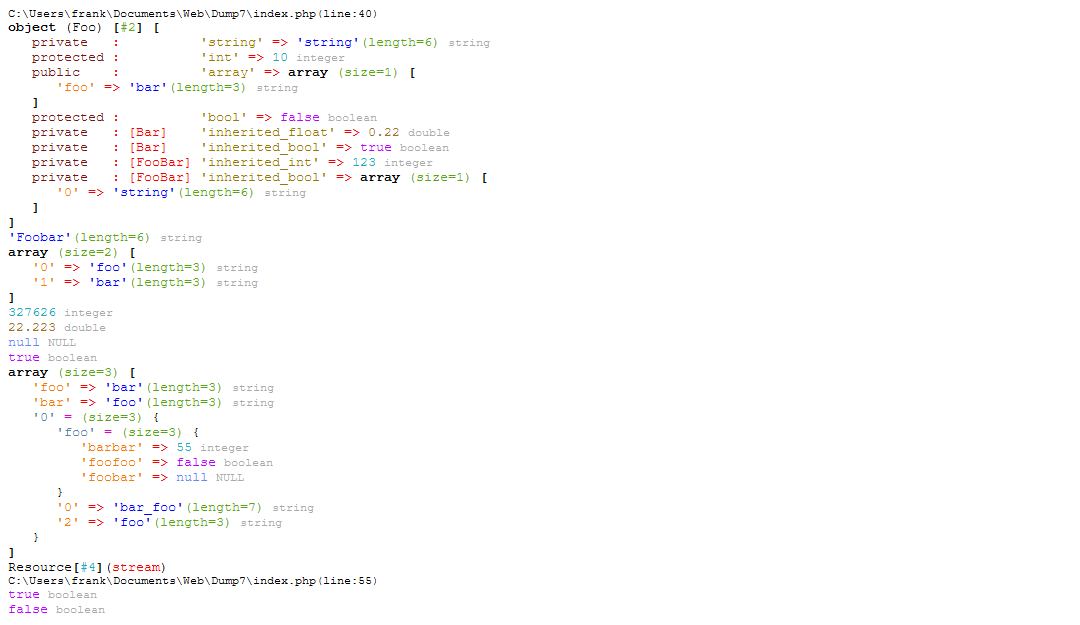 C:\Users\frank\Documents\Web\Dump7\index.php(line:40)
object (Foo) [#2] [
   private   :          'string' => 'string'(length=6) string
   protected :          'int' => 10 integer
   public    :          'array' => array (size=1) [
      'foo' => 'bar'(length=3) string
   ]
   protected :          'bool' => false boolean
   private   : [Bar]    'inherited_float' => 0.22 double
   private   : [Bar]    'inherited_bool' => true boolean
   private   : [FooBar] 'inherited_int' => 123 integer
   private   : [FooBar] 'inherited_bool' => array (size=1) [
      '0' => 'string'(length=6) string
   ]
]
'Foobar'(length=6) string
array (size=2) [
   '0' => 'foo'(length=3) string
   '1' => 'bar'(length=3) string
]
327626 integer
22.223 double
null NULL
true boolean
array (size=3) [
   'foo' => 'bar'(length=3) string
   'bar' => 'foo'(length=3) string
   '0' = (size=3) {
      'foo' = (size=3) {
         'barbar' => 55 integer
         'foofoo' => false boolean
         'foobar' => null NULL
      }
      '0' => 'bar_foo'(length=7) string
      '2' => 'foo'(length=3) string
   }
]
Resource[#4](stream)
C:\Users\frank\Documents\Web\Dump7\index.php(line:55)
true boolean
false boolean